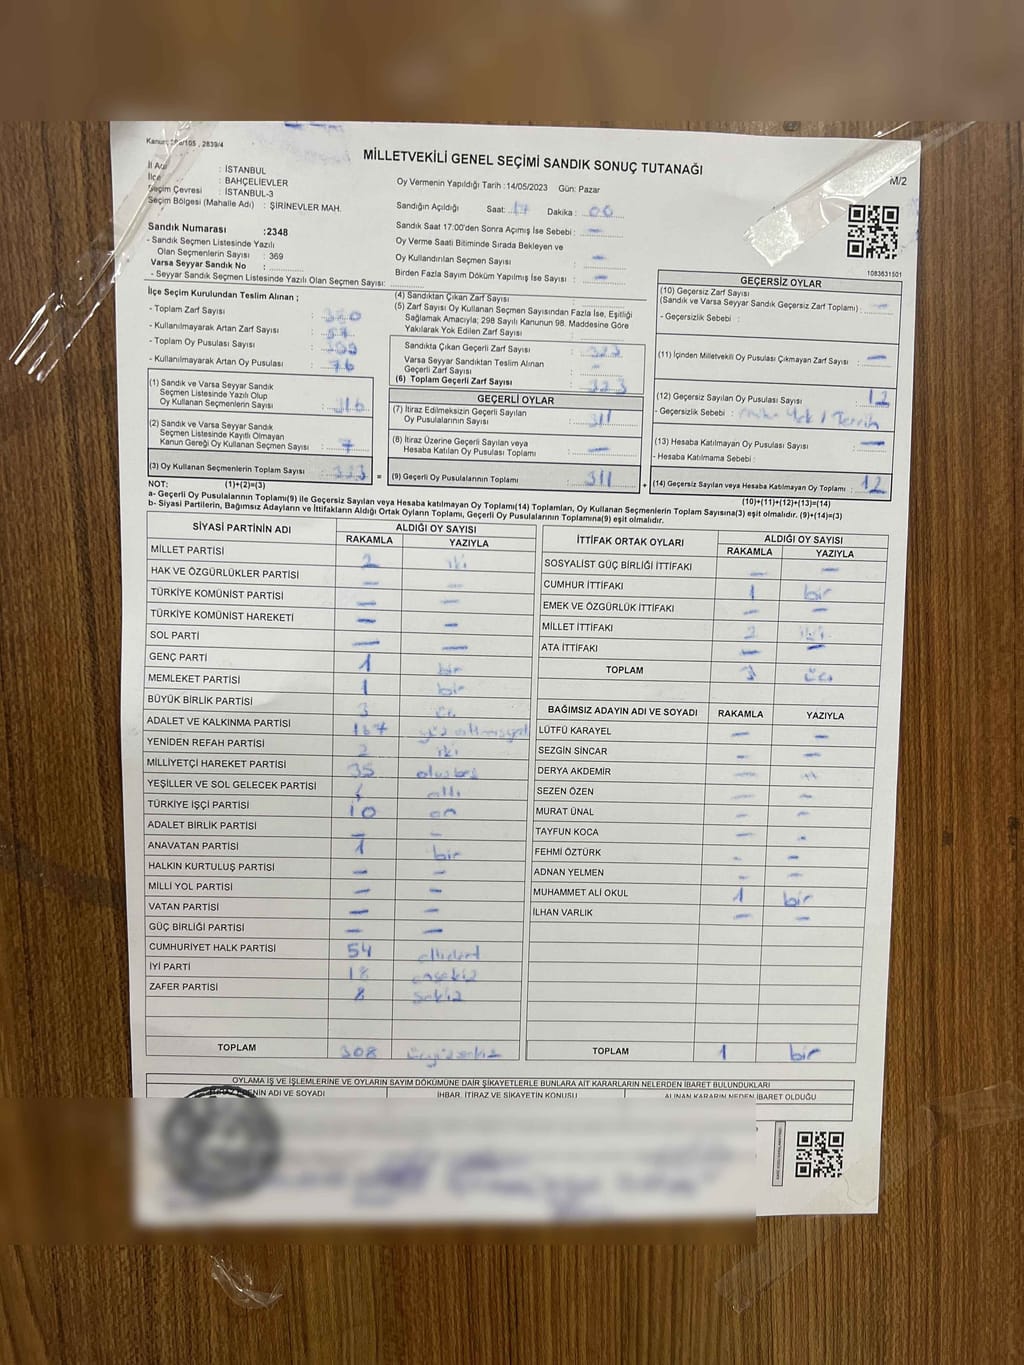 Kanun: 298/105 , 2839/4
MİLLETVEKİLİ GENEL SEÇİMİ SANDIK SONUÇ TUTANAĞI
M/2
İl Adı : İSTANBUL
İlçe : BAHÇELİEVLER
Seçim Çevresi : İSTANBUL-3
Seçim Bölgesi (Mahalle Adı) : ŞİRİNEVLER MAH.
Oy Vermenin Yapıldığı Tarih :14/05/2023 Gün: Pazar
Sandığın Açıldığı Saat: 17 Dakika : 00
Sandık Saat 17:00'den Sonra Açılmış İse Sebebi : -
Oy Verme Saati Bitiminde Sırada Bekleyen ve
Oy Kullandırılan Seçmen Sayısı : -
Birden Fazla Sayım Döküm Yapılmış İse Sayısı : -
Sandık Numarası :2348
- Sandık Seçmen Listesinde Yazılı
Olan Seçmenlerin Sayısı : 369
Varsa Seyyar Sandık No :
- Seyyar Sandık Seçmen Listesinde Yazılı Olan Seçmen Sayısı:
1083631501
İlçe Seçim Kurulundan Teslim Alınan ;
- Toplam Zarf Sayısı :
- Kullanılmayarak Artan Zarf Sayısı :
- Toplam Oy Pusulası Sayısı :
- Kullanılmayarak Artan Oy Pusulası : 76
(1) Sandık ve Varsa Seyyar Sandık
Seçmen Listesinde Yazılı Olup
Oy Kullanan Seçmenlerin Sayısı : 316
(2) Sandık ve Varsa Seyyar Sandık
Seçmen Listesinde Kayıtlı Olmayan
Kanun Gereği Oy Kullanan Seçmen Sayısı : 7
(3) Oy Kullanan Seçmenlerin Toplam Sayısı : 323
(4) Sandıktan Çıkan Zarf Sayısı :
(5) Zarf Sayısı Oy Kullanan Seçmen Sayısından Fazla İse, Eşitliği
Sağlamak Amacıyla; 298 Sayılı Kanunun 98. Maddesine Göre
Yakılarak Yok Edilen Zarf Sayısı :
Sandıkta Çıkan Geçerli Zarf Sayısı : 323
Varsa Seyyar Sandıktan Teslim Alınan
Geçerli Zarf Sayısı : -
(6) Toplam Geçerli Zarf Sayısı : 323
GEÇERLİ OYLAR
(7) İtiraz Edilmeksizin Geçerli Sayılan
Oy Pusulalarının Sayısı : 311
(8) İtiraz Üzerine Geçerli Sayılan veya
Hesaba Katılan Oy Pusulası Toplamı : -
= (9) Geçerli Oy Pusulalarının Toplamı : 311
GEÇERSİZ OYLAR
(10) Geçersiz Zarf Sayısı
(Sandık ve Varsa Seyyar Sandık Geçersiz Zarf Toplamı) : -
- Geçersizlik Sebebi :
(11) İçinden Milletvekili Oy Pusulası Çıkmayan Zarf Sayısı : -
(12) Geçersiz Sayılan Oy Pusulası Sayısı : 12
- Geçersizlik Sebebi :
(13) Hesaba Katılmayan Oy Pusulası Sayısı : -
- Hesaba Katılmama Sebebi :
+ (14) Geçersiz Sayılan veya Hesaba Katılmayan Oy Toplamı : 12
NOT: (1)+(2)=(3)
(10)+(11)+(12)+(13)=(14)
a- Geçerli Oy Pusulalarının Toplamı(9) ile Geçersiz Sayılan veya Hesaba Katılmayan Oy Toplamı(14) Toplamları, Oy Kullanan Seçmenlerin Toplam Sayısına(3) eşit olmalıdır. (9)+(14)=(3)
b- Siyasi Partilerin, Bağımsız Adayların ve İttifakların Aldığı Ortak Oyların Toplamı, Geçerli Oy Pusulalarının Toplamına(9) eşit olmalıdır.
SİYASİ PARTİNİN ADI ALDIĞI OY SAYISI
RAKAMLA YAZIYLA
MİLLET PARTİSİ 2 iki
HAK VE ÖZGÜRLÜKLER PARTİSİ - -
TÜRKİYE KOMÜNİST PARTİSİ - -
TÜRKİYE KOMÜNİST HAREKETİ - -
SOL PARTİ - -
GENÇ PARTİ 1 bir
MEMLEKET PARTİSİ 1 bir
BÜYÜK BİRLİK PARTİSİ 3 üç
ADALET VE KALKINMA PARTİSİ 167 yüzaltmışyedi
YENİDEN REFAH PARTİSİ 2 iki
MİLLİYETÇİ HAREKET PARTİSİ 35 otuzbeş
YEŞİLLER VE SOL GELECEK PARTİSİ altı
TÜRKİYE İŞÇİ PARTİSİ 10 on
ADALET BİRLİK PARTİSİ - -
ANAVATAN PARTİSİ 1 bir
HALKIN KURTULUŞ PARTİSİ - -
MİLLİ YOL PARTİSİ - -
VATAN PARTİSİ - -
GÜÇ BİRLİĞİ PARTİSİ - -
CUMHURİYET HALK PARTİSİ 54 ellidört
İYİ PARTİ 18 onsekiz
ZAFER PARTİSİ 8 sekiz
TOPLAM 308 üçyüzsekiz
İTTİFAK ORTAK OYLARI ALDIĞI OY SAYISI
RAKAMLA YAZIYLA
SOSYALİST GÜÇ BİRLİĞİ İTTİFAKI - -
CUMHUR İTTİFAKI 1 bir
EMEK VE ÖZGÜRLÜK İTTİFAKI - -
MİLLET İTTİFAKI 2 iki
ATA İTTİFAKI - -
TOPLAM 3 üç
BAĞIMSIZ ADAYIN ADI VE SOYADI RAKAMLA YAZIYLA
LÜTFÜ KARAYEL - -
SEZGİN SİNCAR - -
DERYA AKDEMİR - -
SEZEN ÖZEN - -
MURAT ÜNAL - -
TAYFUN KOCA - -
FEHMİ ÖZTÜRK - -
ADNAN YELMEN - -
MUHAMMET ALİ OKUL 1 bir
İLHAN VARLIK - -
TOPLAM 1 bir
OYLAMA İŞ VE İŞLEMLERİNE VE OYLARIN SAYIM DÖKÜMÜNE DAİR ŞİKAYETLERLE BUNLARA AİT KARARLARIN NELERDEN İBARET BULUNDUKLARI
ADI VE SOYADI İHBAR, İTİRAZ VE ŞİKAYETİN KONUSU ALINAN KARARIN NEDEN İBARET OLDUĞU